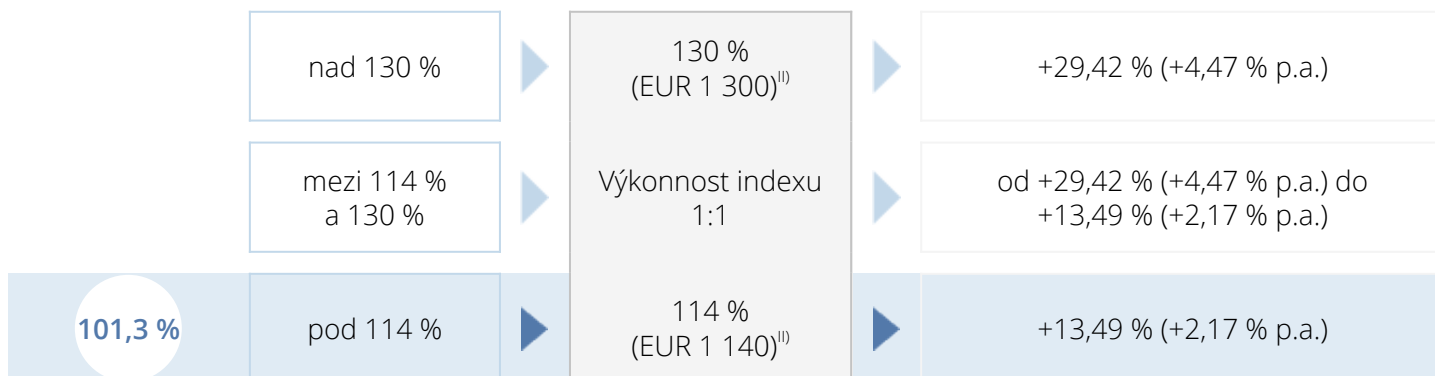 nad 130 %
130 %
(EUR 1 300)II)
+29,42 % (+4,47 % p.a.)
mezi 114 %
a 130 %
Výkonnost indexu
1:1
od +29,42 % (+4,47 % p.a.) do
+13,49 % (+2,17 % p.a.)
101,3 %
pod 114 %
114 %
(EUR 1 140)II)
+13,49 % (+2,17 % p.a.)